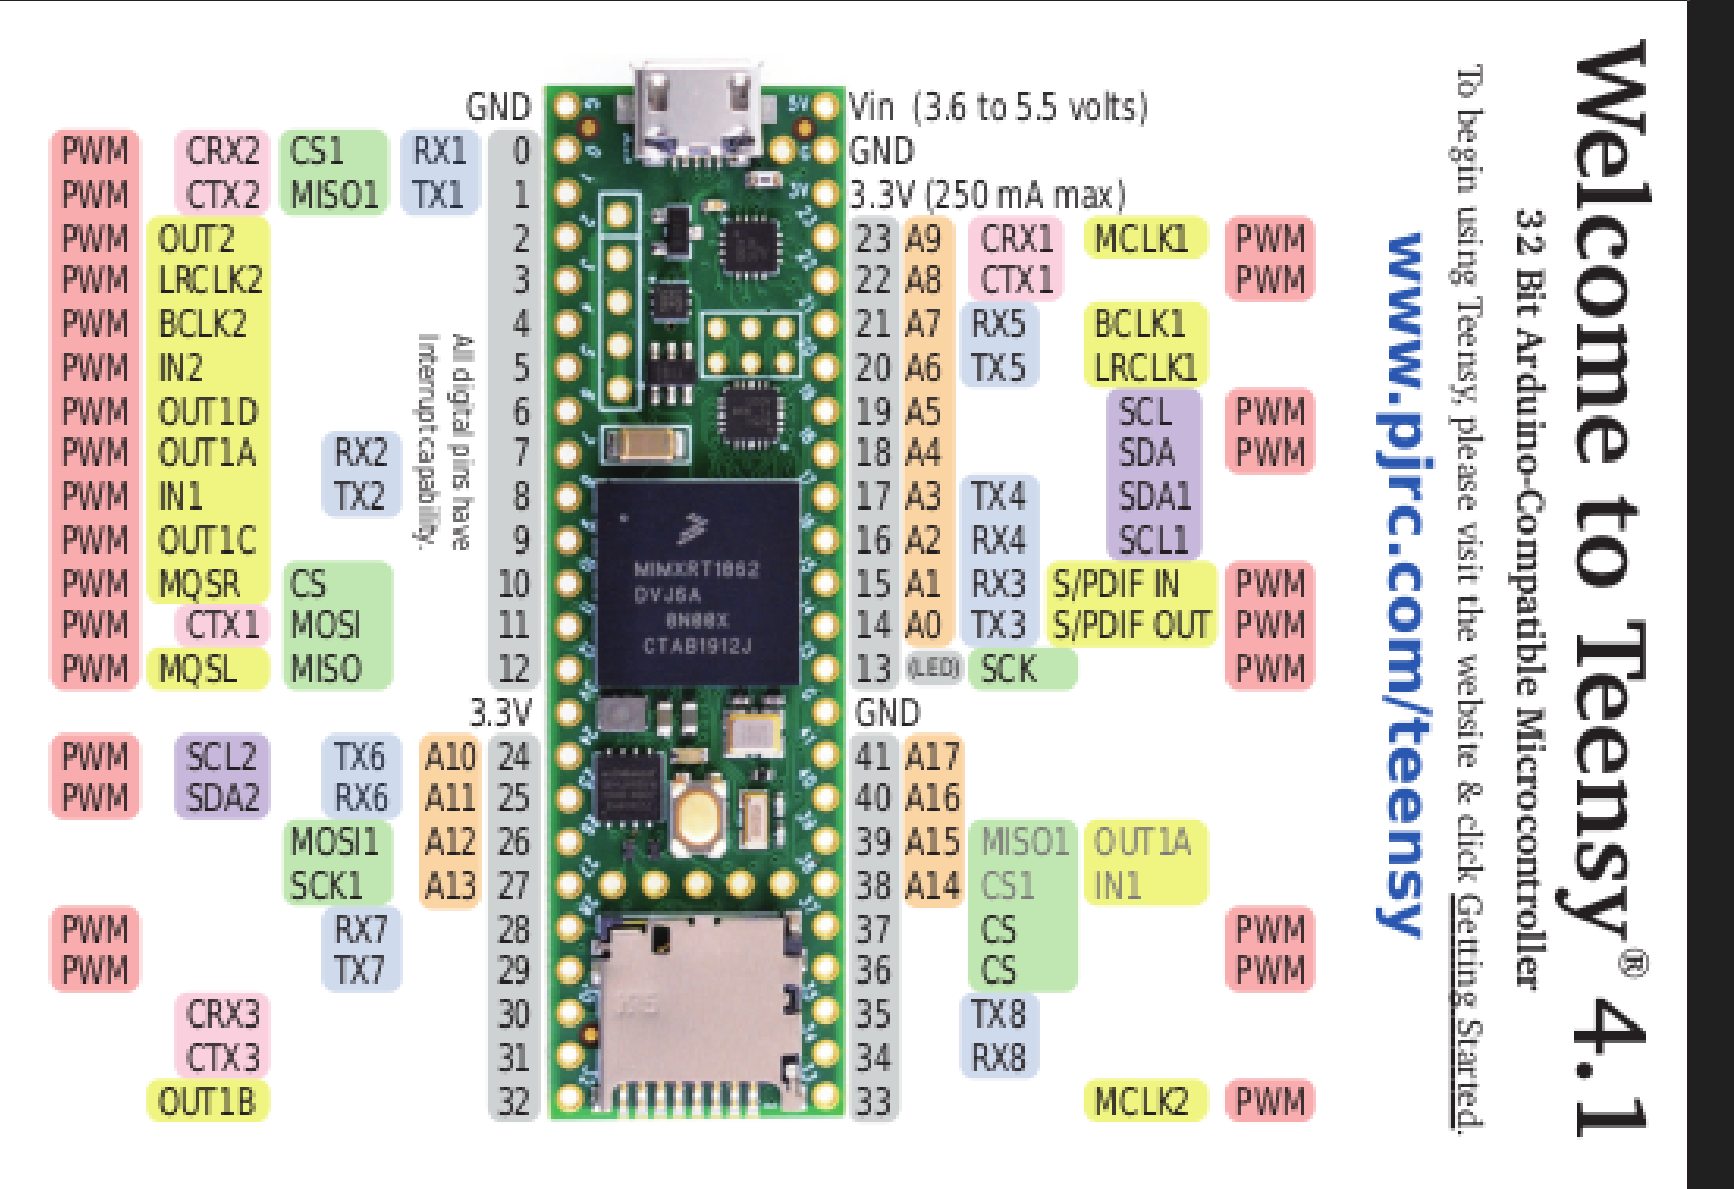 GND Vin (3.6 to 5.5 volts)
PWM CRX2 CS1 RX1 0 GND
PWM CTX2 MISO1 TX1 1 3.3V (250 mA max)
PWM OUT2 2 23 A9 CRX1 MCLK1 PWM
PWM LRCLK2 3 22 A8 CTX1 PWM
PWM BCLK2 4 21 A7 RX5 BCLK1
PWM IN2 5 20 A6 TX5 LRCLK1
PWM OUT1D 6 19 A5 SCL PWM
PWM OUT1A RX2 7 18 A4 SDA PWM
PWM IN1 TX2 8 17 A3 TX4 SDA1
PWM OUT1C 9 16 A2 RX4 SCL1
PWM MQSR CS 10 15 A1 RX3 S/PDIF IN PWM
PWM CTX1 MOSI 11 14 A0 TX3 S/PDIF OUT PWM
PWM MQSL MISO 12 13 (LED) SCK PWM
3.3V GND
PWM SCL2 TX6 A10 24 41 A17
PWM SDA2 RX6 A11 25 40 A16
MOSI1 A12 26 39 A15 MISO1 OUT1A
SCK1 A13 27 38 A14 CS1 IN1
PWM RX7 28 37 CS PWM
PWM TX7 29 36 CS PWM
CRX3 30 35 TX8
CTX3 31 34 RX8
OUT1B 32 33 MCLK2 PWM
All digital pins have
Interrupt capability.
MIMXRT1062
DVJ6A
0N00X
CTAB1912J
Welcome to Teensy® 4.1
32 Bit Arduino-Compatible Microcontroller
To begin using Teensy, please visit the website & click Getting Started.
www.pjrc.com/teensy